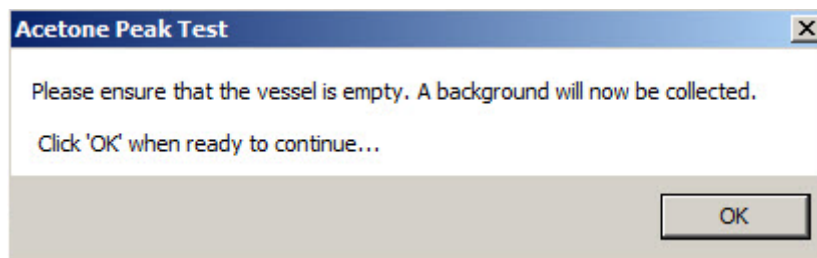 Acetone Peak Test
Please ensure that the vessel is empty. A background will now be collected.
Click 'OK' when ready to continue...
OK